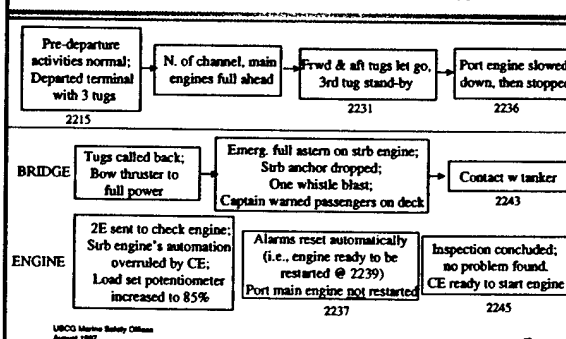 Pre-departure
activities normal;
Departed terminal
with 3 tugs
2215
N. of channel, main
engines full ahead
Frwd & aft tugs let go,
3rd tug stand-by
2231
Port engine slowed
down, then stopped
2236
BRIDGE
Tugs called back;
Bow thruster to
full power
Emerg. full astern on strb engine;
Strb anchor dropped;
One whistle blast;
Captain warned passengers on deck
Contact w tanker
2243
ENGINE
2E sent to check engine;
Strb engine's automation
overruled by CE;
Load set potentiometer
increased to 85%
Alarms reset automatically
(i.e., engine ready to be
restarted @ 2239)
Port main engine not restarted
2237
Inspection concluded;
no problem found.
CE ready to start engine
2245
USCG Marine Safety Offices
August 1997